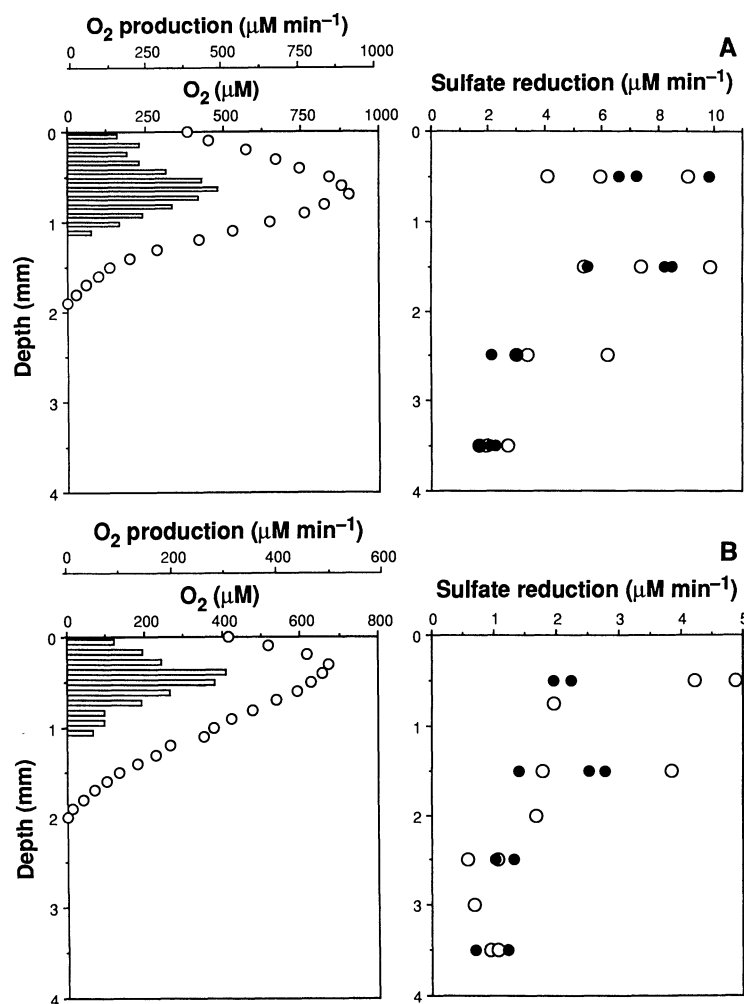 O2 production (μM min−1)
0 250 500 750 1000
O2 (μM)
0 250 500 750 1000
0
1
2
3
4
Depth (mm)
A
Sulfate reduction (μM min−1)
0 2 4 6 8 10
0
1
2
3
4
O2 production (μM min−1)
0 200 400 600
O2 (μM)
0 200 400 600 800
0
1
2
3
4
Depth (mm)
B
Sulfate reduction (μM min−1)
0 1 2 3 4 5
0
1
2
3
4